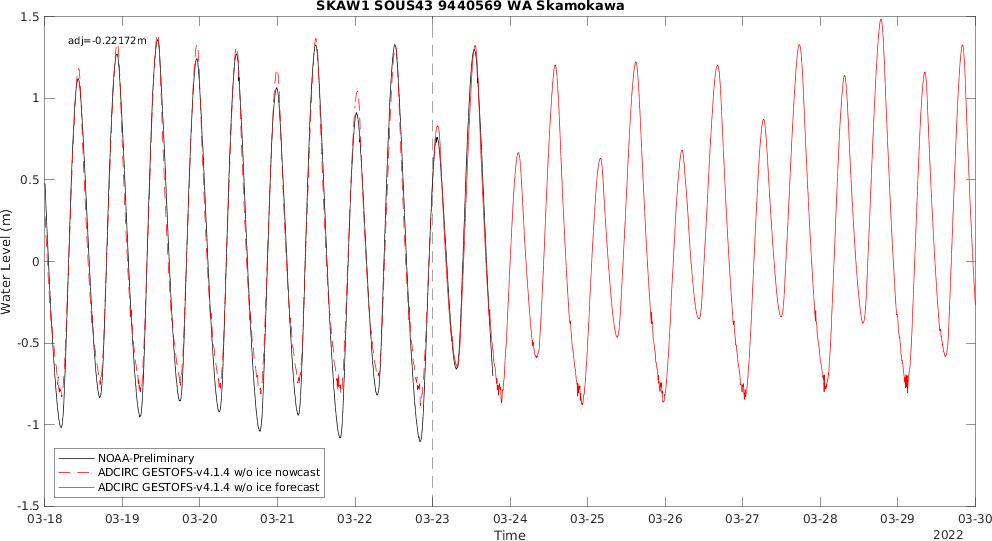 SKAW1 SOUS43 9440569 WA Skamokawa
adj=-0.22172m
1.5
1
0.5
0
-0.5
-1
-1.5
Water Level (m)
NOAA-Preliminary
ADCIRC GESTOFS-v4.1.4 w/o ice nowcast
ADCIRC GESTOFS-v4.1.4 w/o ice forecast
03-18 03-19 03-20 03-21 03-22 03-23 03-24 03-25 03-26 03-27 03-28 03-29 03-30
Time
2022